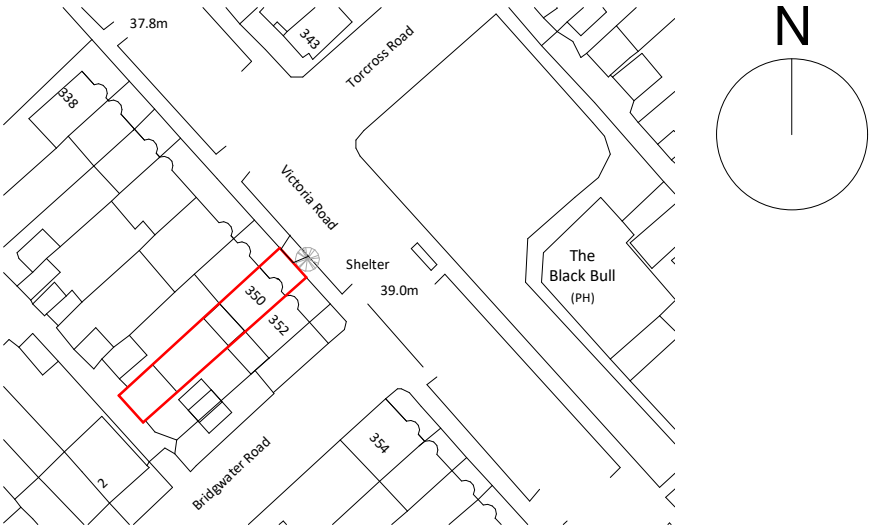 37.8m
343
Torcross Road
N
338
Victoria Road
Shelter
39.0m
The
Black Bull
(PH)
350
352
354
2
Bridgwater Road